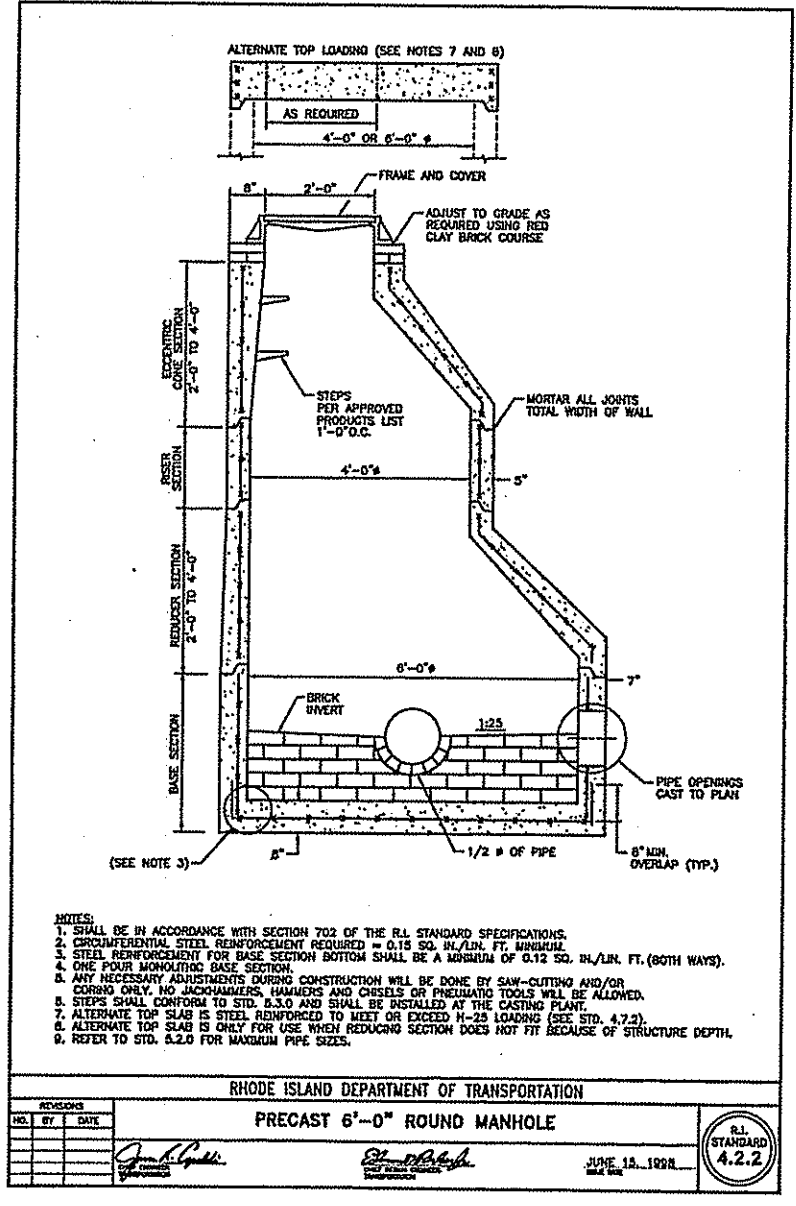 ALTERNATE TOP LOADING (SEE NOTES 7 AND 8)
AS REQUIRED
4'-0" OR 6'-0" ø
8"
2'-0"
FRAME AND COVER
ADJUST TO GRADE AS
REQUIRED USING RED
CLAY BRICK COURSE
ECCENTRIC
CONE SECTION
2'-0" TO 4'-0"
STEPS
PER APPROVED
PRODUCTS LIST
1'-0"O.C.
MORTAR ALL JOINTS
TOTAL WIDTH OF WALL
RISER
SECTION
4'-0"ø
5"
REDUCER SECTION
2'-0" TO 4'-0"
6'-0"ø
7"
BASE SECTION
BRICK
INVERT
1:25
PIPE OPENINGS
CAST TO PLAN
(SEE NOTE 3)
8"
1/2 ø OF PIPE
8" MIN.
OVERLAP (TYP.)
NOTES:
1. SHALL BE IN ACCORDANCE WITH SECTION 702 OF THE R.I. STANDARD SPECIFICATIONS.
2. CIRCUMFERENTIAL STEEL REINFORCEMENT REQUIRED = 0.15 SQ. IN./LIN. FT. MINIMUM.
3. STEEL REINFORCEMENT FOR BASE SECTION BOTTOM SHALL BE A MINIMUM OF 0.12 SQ. IN./LIN. FT. (BOTH WAYS).
4. ONE POUR MONOLITHIC BASE SECTION.
5. ANY NECESSARY ADJUSTMENTS DURING CONSTRUCTION WILL BE DONE BY SAW-CUTTING AND/OR
CORING ONLY. NO JACKHAMMERS, HAMMERS AND CHISELS OR PNEUMATIC TOOLS WILL BE ALLOWED.
6. STEPS SHALL CONFORM TO STD. 5.3.0 AND SHALL BE INSTALLED AT THE CASTING PLANT.
7. ALTERNATE TOP SLAB IS STEEL REINFORCED TO MEET OR EXCEED H-25 LOADING (SEE STD. 4.7.2).
8. ALTERNATE TOP SLAB IS ONLY FOR USE WHEN REDUCING SECTION DOES NOT FIT BECAUSE OF STRUCTURE DEPTH.
9. REFER TO STD. 5.2.0 FOR MAXIMUM PIPE SIZES.
RHODE ISLAND DEPARTMENT OF TRANSPORTATION
REVISIONS
NO. BY DATE
PRECAST 6'-0" ROUND MANHOLE
CHIEF ENGINEER
TRANSPORTATION
CHIEF DESIGN ENGINEER
TRANSPORTATION
JUNE 15, 1998
ISSUE DATE
R.I.
STANDARD
4.2.2